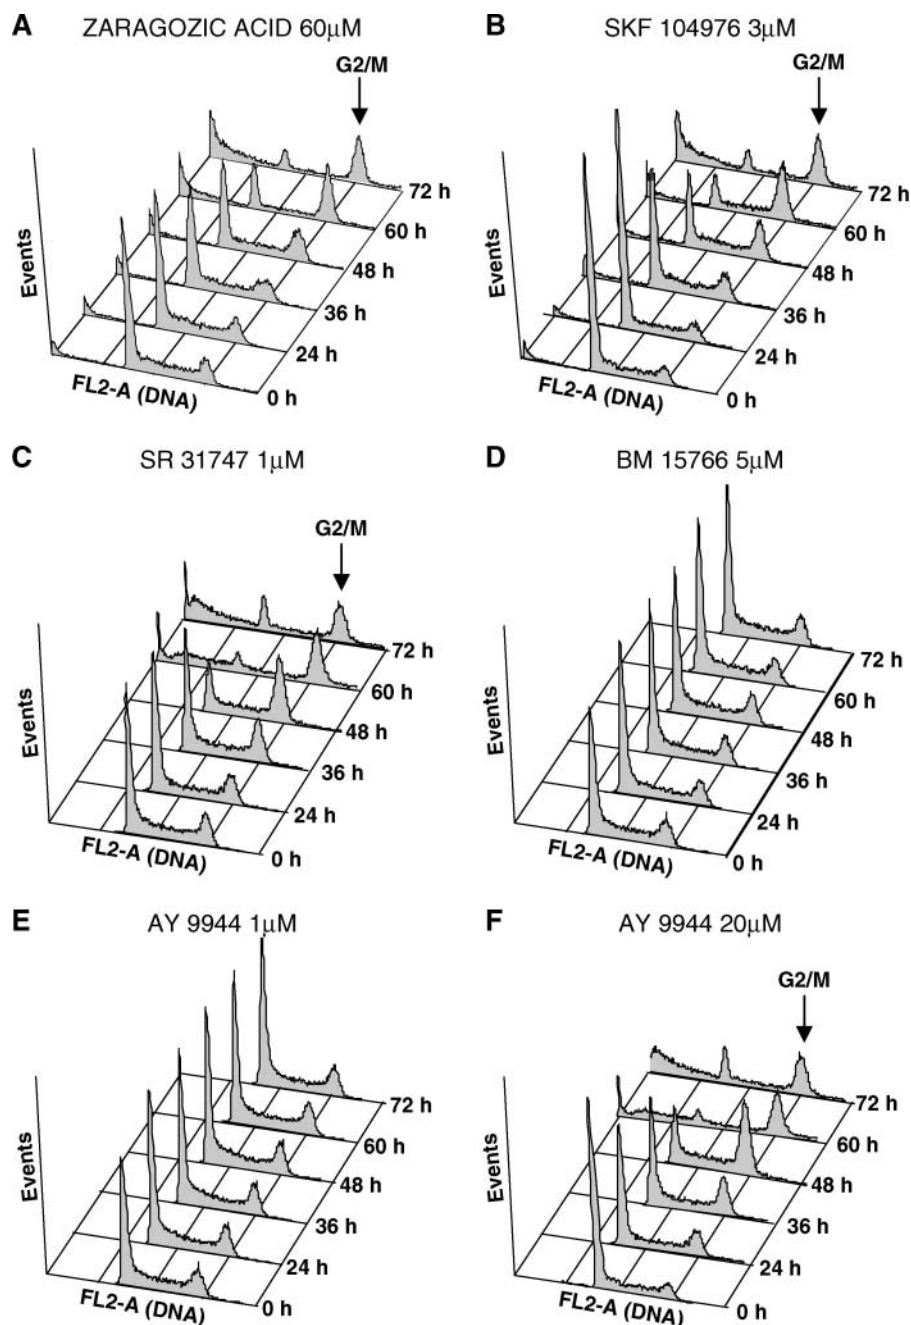 A ZARAGOZIC ACID 60μM
G2/M
Events
FL2-A (DNA)
72 h
60 h
48 h
36 h
24 h
0 h
B SKF 104976 3μM
G2/M
Events
FL2-A (DNA)
72 h
60 h
48 h
36 h
24 h
0 h
C SR 31747 1μM
G2/M
Events
FL2-A (DNA)
72 h
60 h
48 h
36 h
24 h
0 h
D BM 15766 5μM
Events
FL2-A (DNA)
72 h
60 h
48 h
36 h
24 h
0 h
E AY 9944 1μM
Events
FL2-A (DNA)
72 h
60 h
48 h
36 h
24 h
0 h
F AY 9944 20μM
G2/M
Events
FL2-A (DNA)
72 h
60 h
48 h
36 h
24 h
0 h